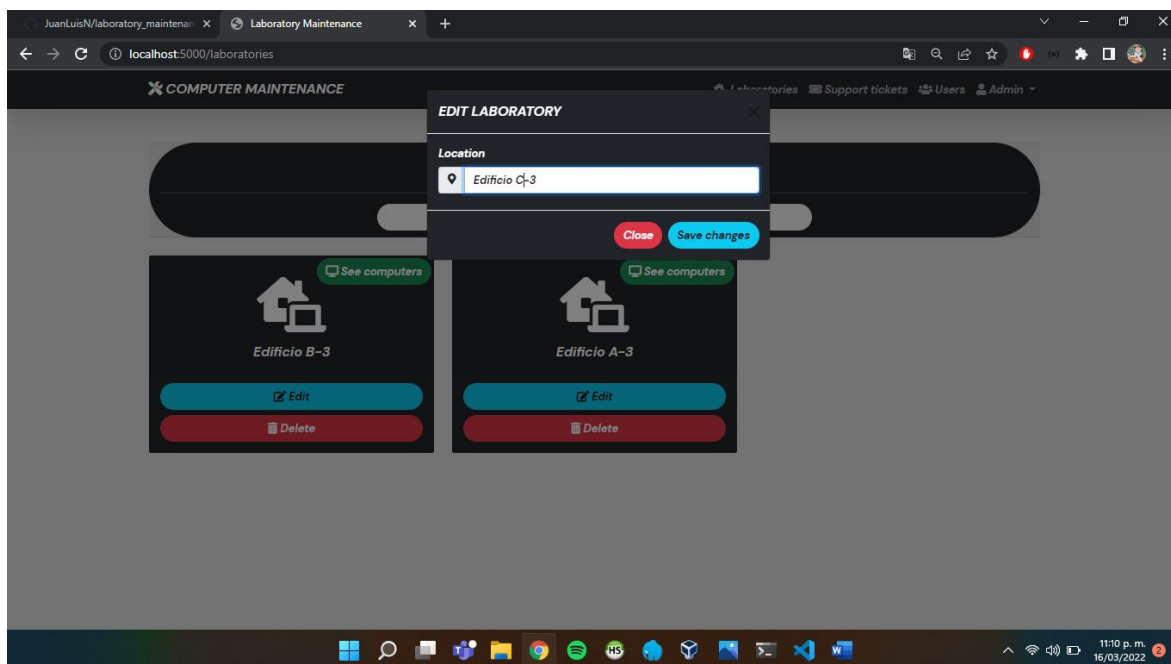 JuanLuisN/laboratory_maintenan
Laboratory Maintenance
localhost:5000/laboratories
COMPUTER MAINTENANCE
Laboratories Support tickets Users Admin
EDIT LABORATORY
Location
Edificio C-3
Close Save changes
See computers See computers
Edificio B-3 Edificio A-3
Edit Edit
Delete Delete
11:10 p. m.
16/03/2022
2